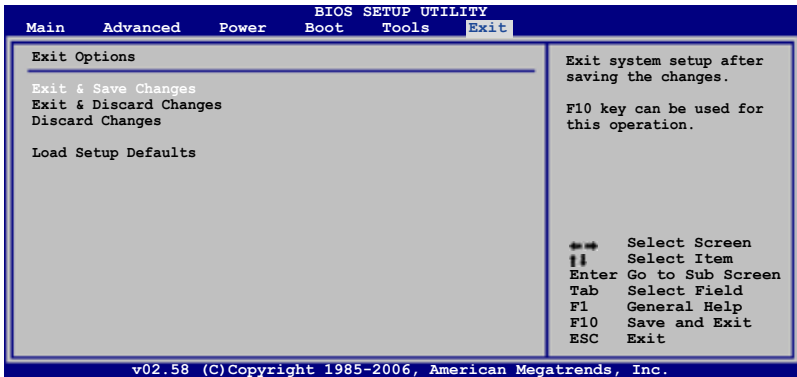 BIOS SETUP UTILITY
Main Advanced Power Boot Tools Exit
Exit Options
Exit & Save Changes
Exit & Discard Changes
Discard Changes
Load Setup Defaults
Exit system setup after
saving the changes.
F10 key can be used for
this operation.
Select Screen
Select Item
Enter Go to Sub Screen
Tab Select Field
F1 General Help
F10 Save and Exit
ESC Exit
v02.58 (C)Copyright 1985-2006, American Megatrends, Inc.